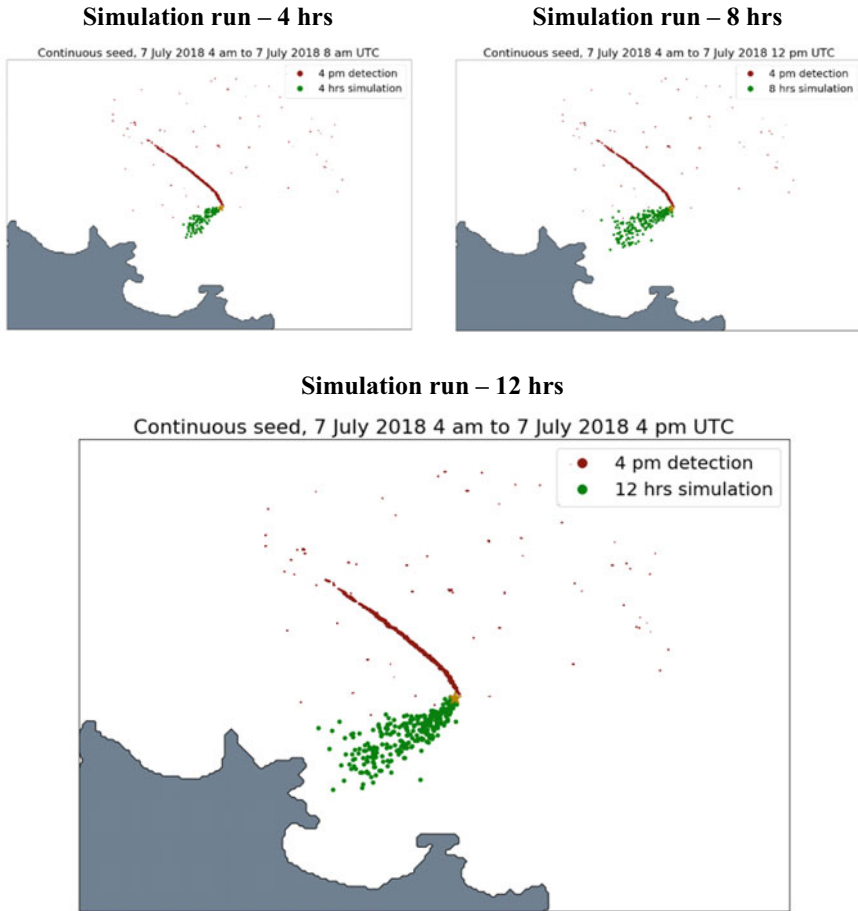 Simulation run – 4 hrs
Continuous seed, 7 July 2018 4 am to 7 July 2018 8 am UTC
4 pm detection
4 hrs simulation
Simulation run – 8 hrs
Continuous seed, 7 July 2018 4 am to 7 July 2018 12 pm UTC
4 pm detection
8 hrs simulation
Simulation run – 12 hrs
Continuous seed, 7 July 2018 4 am to 7 July 2018 4 pm UTC
4 pm detection
12 hrs simulation